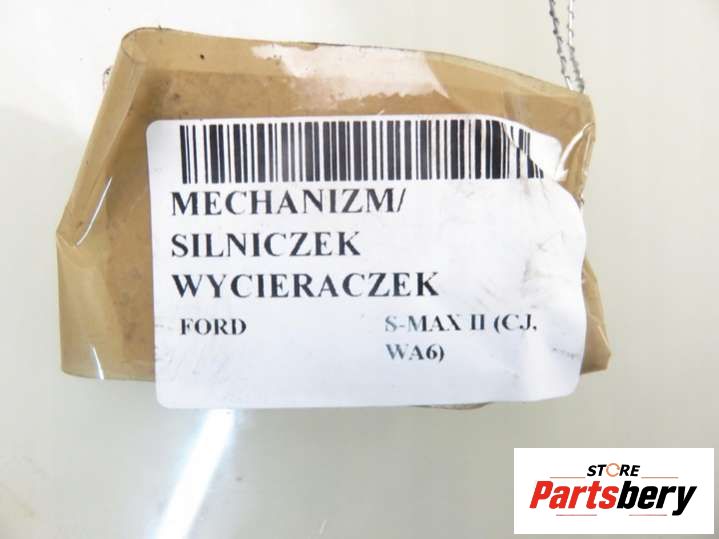 MECHANIZM/
SILNICZEK
WYCIERACZEK
FORD S-MAX II (CJ,
WA6)
STORE
Partsbery